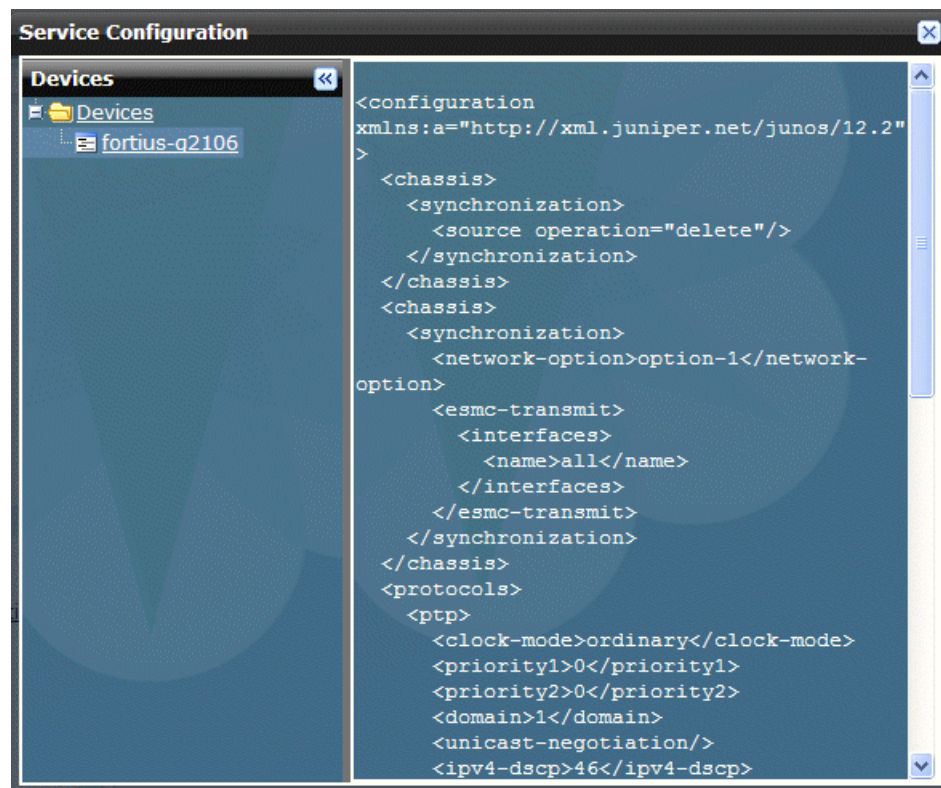 Service Configuration
Devices
Devices
fortius-g2106
<configuration
xmlns:a="http://xml.juniper.net/junos/12.2"
>
<chassis>
<synchronization>
<source operation="delete"/>
</synchronization>
</chassis>
<chassis>
<synchronization>
<network-option>option-1</network-
option>
<esmc-transmit>
<interfaces>
<name>all</name>
</interfaces>
</esmc-transmit>
</synchronization>
</chassis>
<protocols>
<ptp>
<clock-mode>ordinary</clock-mode>
<priority1>0</priority1>
<priority2>0</priority2>
<domain>1</domain>
<unicast-negotiation/>
<ipv4-dscp>46</ipv4-dscp>